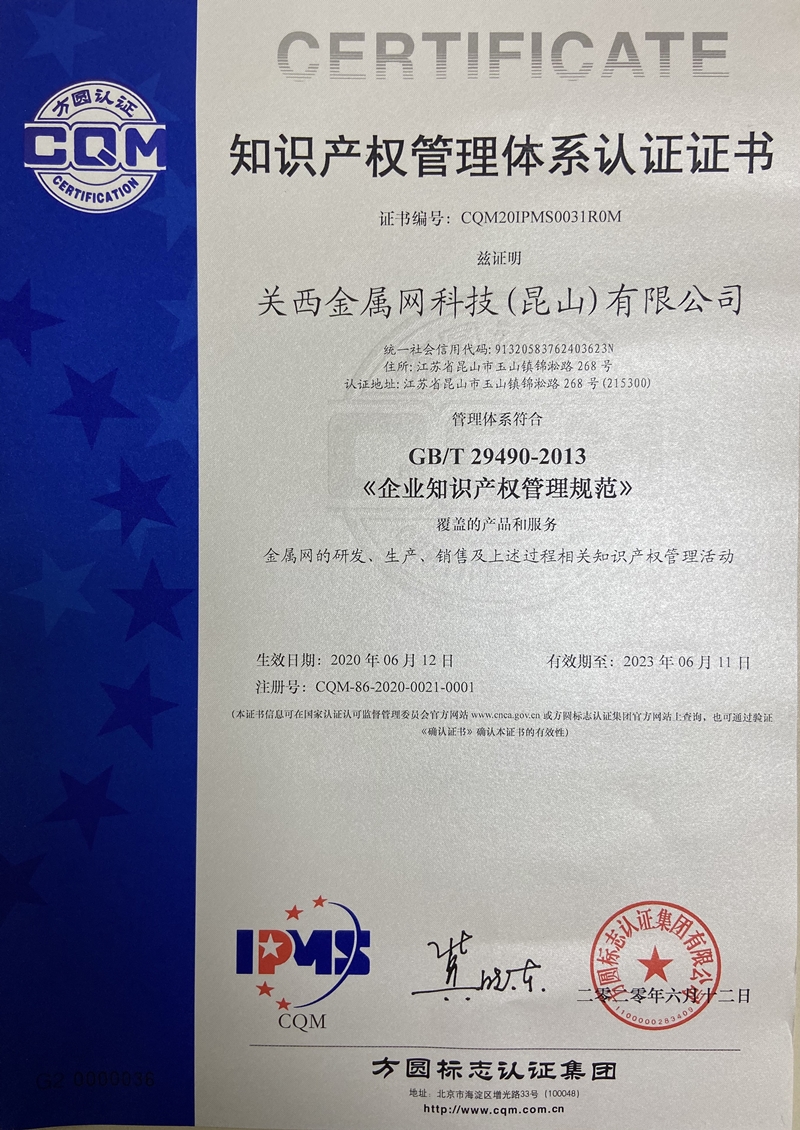 CERTIFICATE
方圆认证
CQM
CERTIFICATION
知识产权管理体系认证证书
证书编号：CQM20IPMS0031R0M
兹证明
关西金属网科技(昆山)有限公司
统一社会信用代码:91320583762403623N
住所:江苏省昆山市玉山镇锦淞路268号
认证地址:江苏省昆山市玉山镇锦淞路268号(215300)
管理体系符合
GB/T 29490-2013
《企业知识产权管理规范》
覆盖的产品和服务
金属网的研发、生产、销售及上述过程相关知识产权管理活动
生效日期：2020年06月12日 有效期至：2023年06月11日
注册号：CQM-86-2020-0021-0001
(本证书信息可在国家认证认可监督管理委员会官方网站www.cnca.gov.cn或方圆标志认证集团官方网站上查询，也可通过验证
《确认证书》确认本证书的有效性)
IPMS
CQM
方圆标志认证集团有限公司
1100000283409
二零二零年六月十二日
方圆标志认证集团
地址：北京市海淀区增光路33号（100048）
http://www.cqm.com.cn